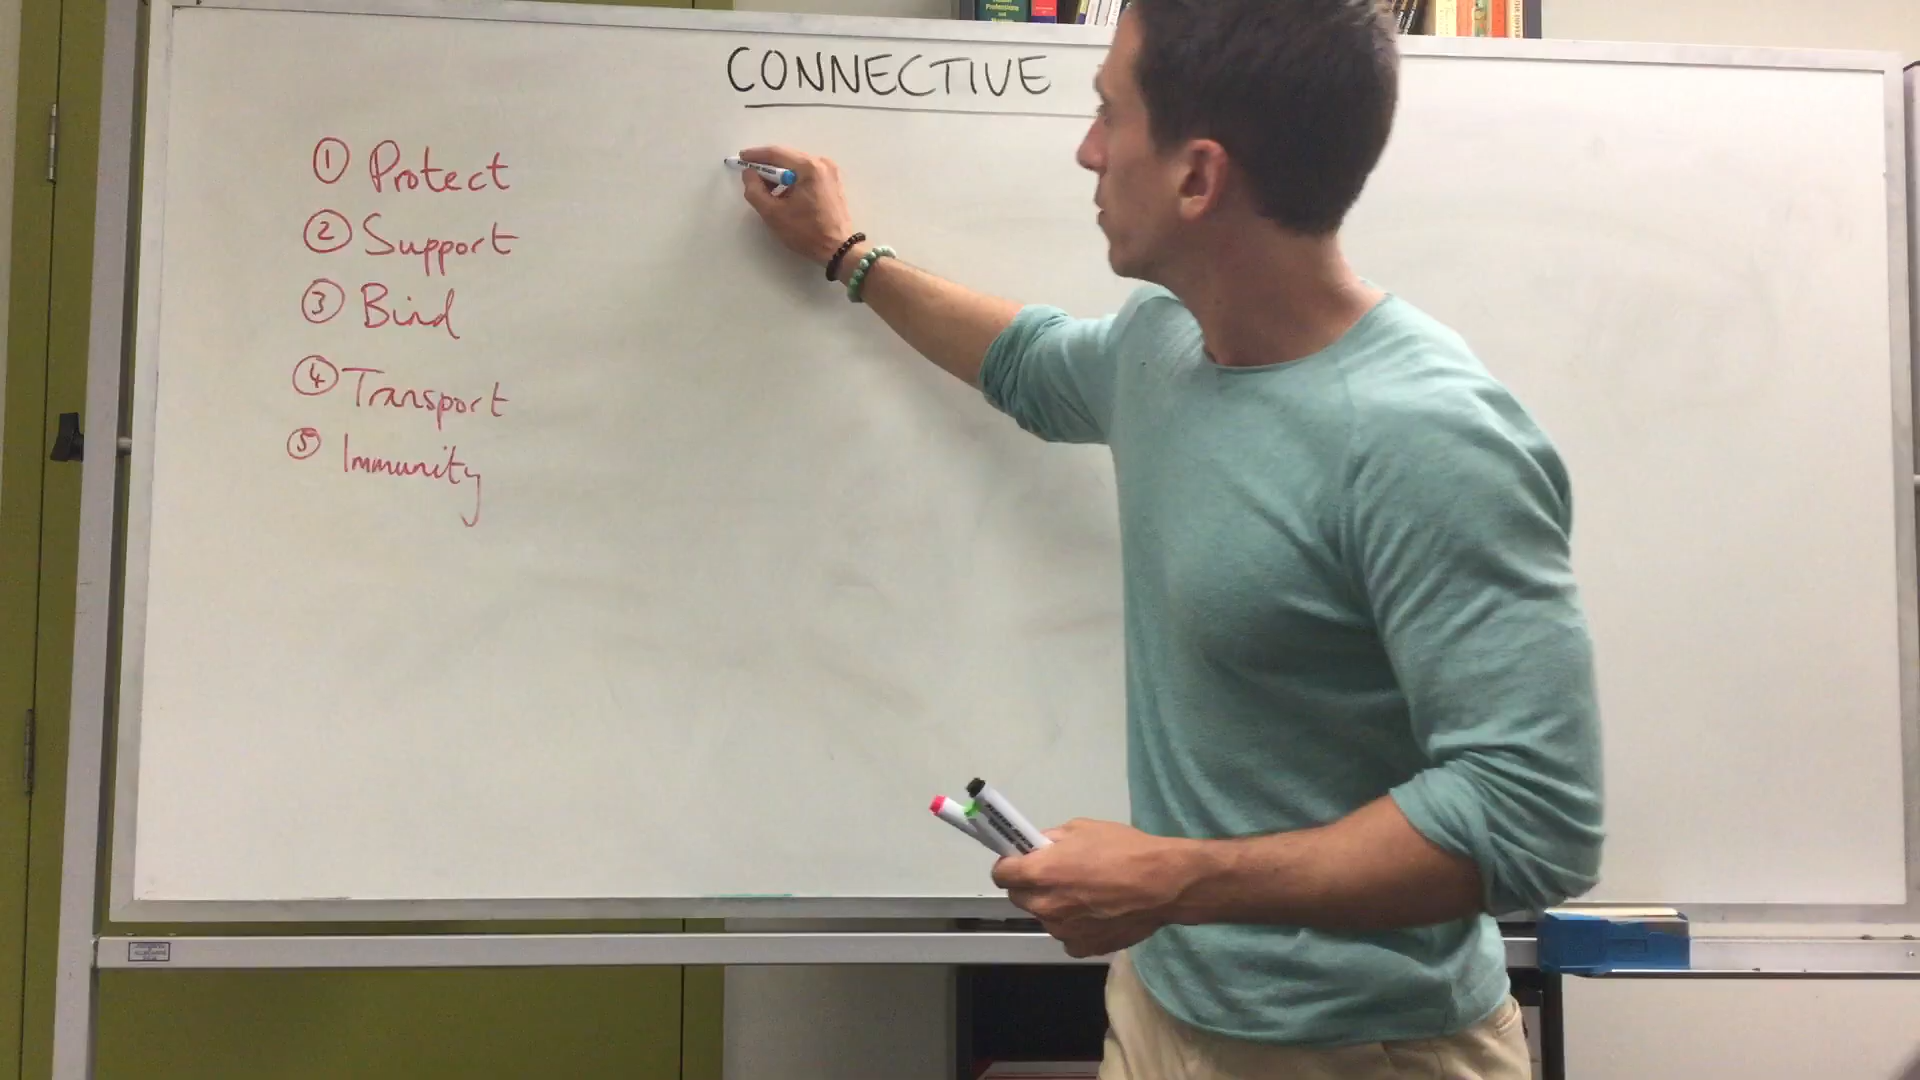 CONNECTIVE
① Protect
② Support
③ Bind
④ Transport
⑤ Immunity